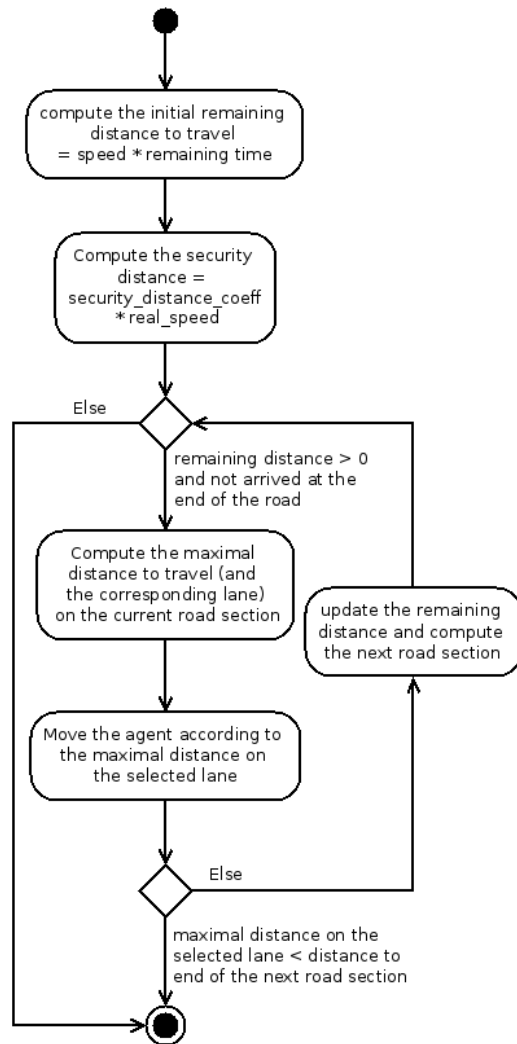 compute the initial remaining
distance to travel
= speed * remaining time
Compute the security
distance =
security_distance_coeff
* real_speed
Else
remaining distance > 0
and not arrived at the
end of the road
Compute the maximal
distance to travel (and
the corresponding lane)
on the current road section
update the remaining
distance and compute
the next road section
Move the agent according to
the maximal distance on
the selected lane
Else
maximal distance on the
selected lane < distance to
end of the next road section